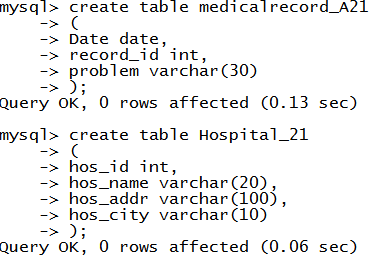 mysql> create table medicalrecord_A21
-> (
-> Date date,
-> record_id int,
-> problem varchar(30)
-> );
Query OK, 0 rows affected (0.13 sec)
mysql> create table Hospital_21
-> (
-> hos_id int,
-> hos_name varchar(20),
-> hos_addr varchar(100),
-> hos_city varchar(10)
-> );
Query OK, 0 rows affected (0.06 sec)